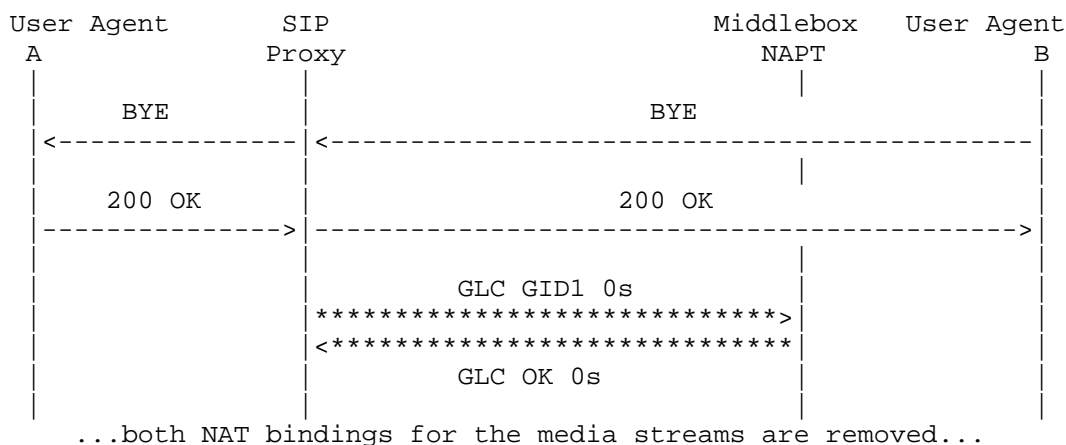 User Agent SIP Middlebox User Agent
A Proxy NAPT B
BYE BYE
200 OK 200 OK
GLC GID1 0s
GLC OK 0s
...both NAT bindings for the media streams are removed...